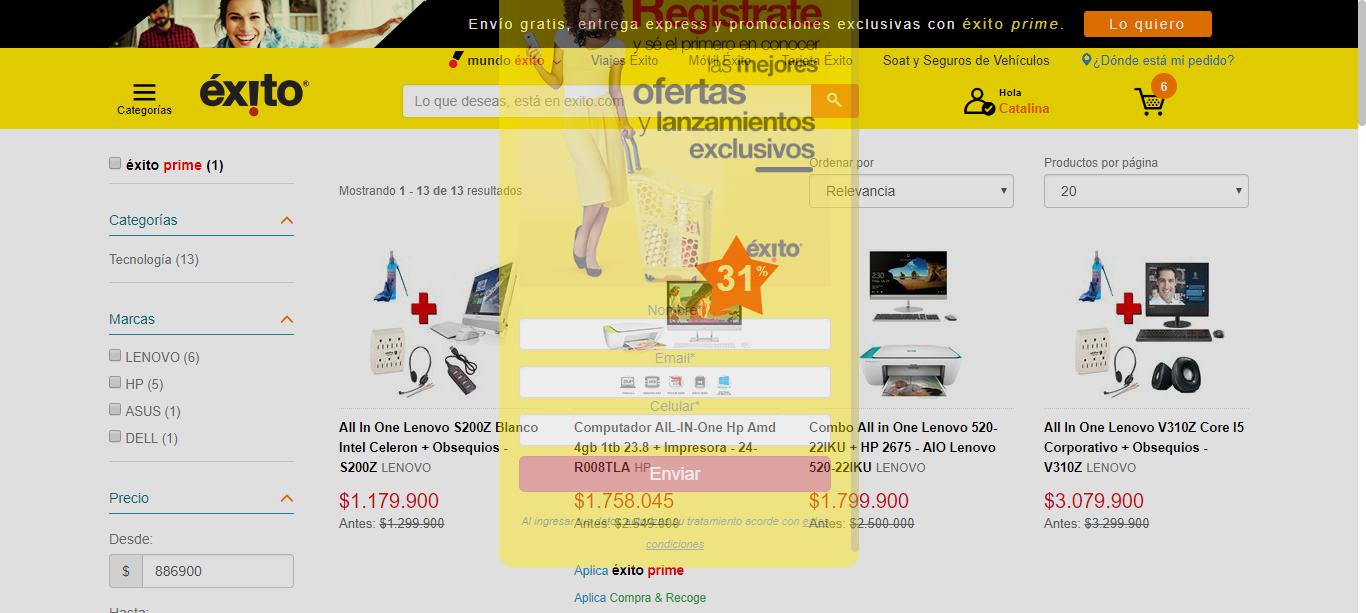 Envío gratis, entrega express y promociones exclusivas con éxito prime. Lo quiero
mundo éxito Viajes Éxito Móvil Éxito Tarjeta Éxito Soat y Seguros de Vehículos ¿Dónde está mi pedido?
Categorías
éxito
Lo que deseas, está en exito.com
Hola
Catalina
6
Regístrate
y sé el primero en conocer
las mejores
ofertas
y lanzamientos
exclusivos
éxito
Nombre*
Email*
Celular*
Enviar
Al ingresar tus datos autorizas su tratamiento acorde con estas
condiciones
éxito prime (1)
Categorías
Tecnología (13)
Marcas
LENOVO (6)
HP (5)
ASUS (1)
DELL (1)
Precio
Desde:
$ 886900
Hasta:
Mostrando 1 - 13 de 13 resultados
Ordenar por
Relevancia
Productos por página
20
All In One Lenovo S200Z Blanco
Intel Celeron + Obsequios -
S200Z LENOVO
$1.179.900
Antes: $1.299.900
31%
Computador AIL-IN-One Hp Amd
4gb 1tb 23.8 + Impresora - 24-
R008TLA HP
$1.758.045
Antes: $2.549.000
Aplica éxito prime
Aplica Compra & Recoge
Combo All in One Lenovo 520-
22IKU + HP 2675 - AIO Lenovo
520-22IKU LENOVO
$1.799.900
Antes: $2.500.000
All In One Lenovo V310Z Core I5
Corporativo + Obsequios -
V310Z LENOVO
$3.079.900
Antes: $3.299.900